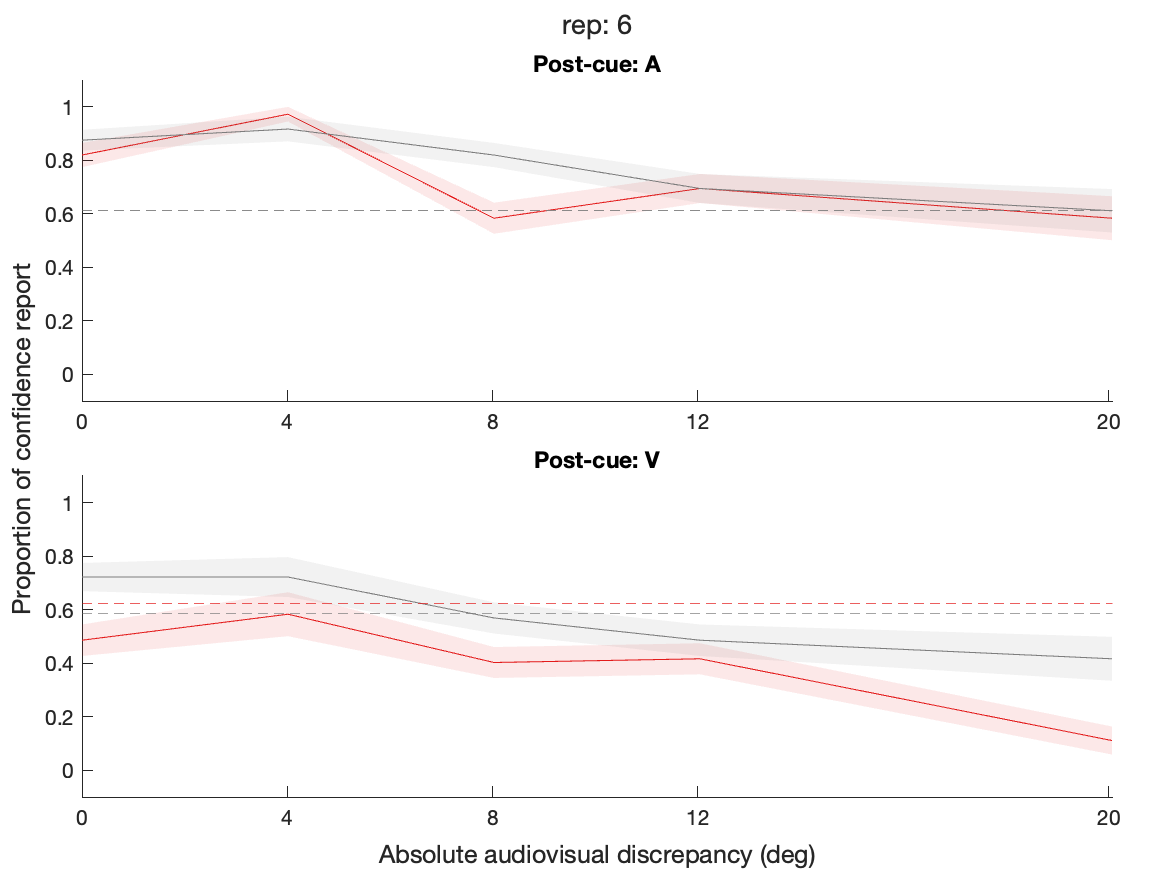 rep: 6
Post-cue: A
1
0.8
0.6
0.4
0.2
0
0 4 8 12 20
Post-cue: V
1
0.8
0.6
0.4
0.2
0
0 4 8 12 20
Proportion of confidence report
Absolute audiovisual discrepancy (deg)